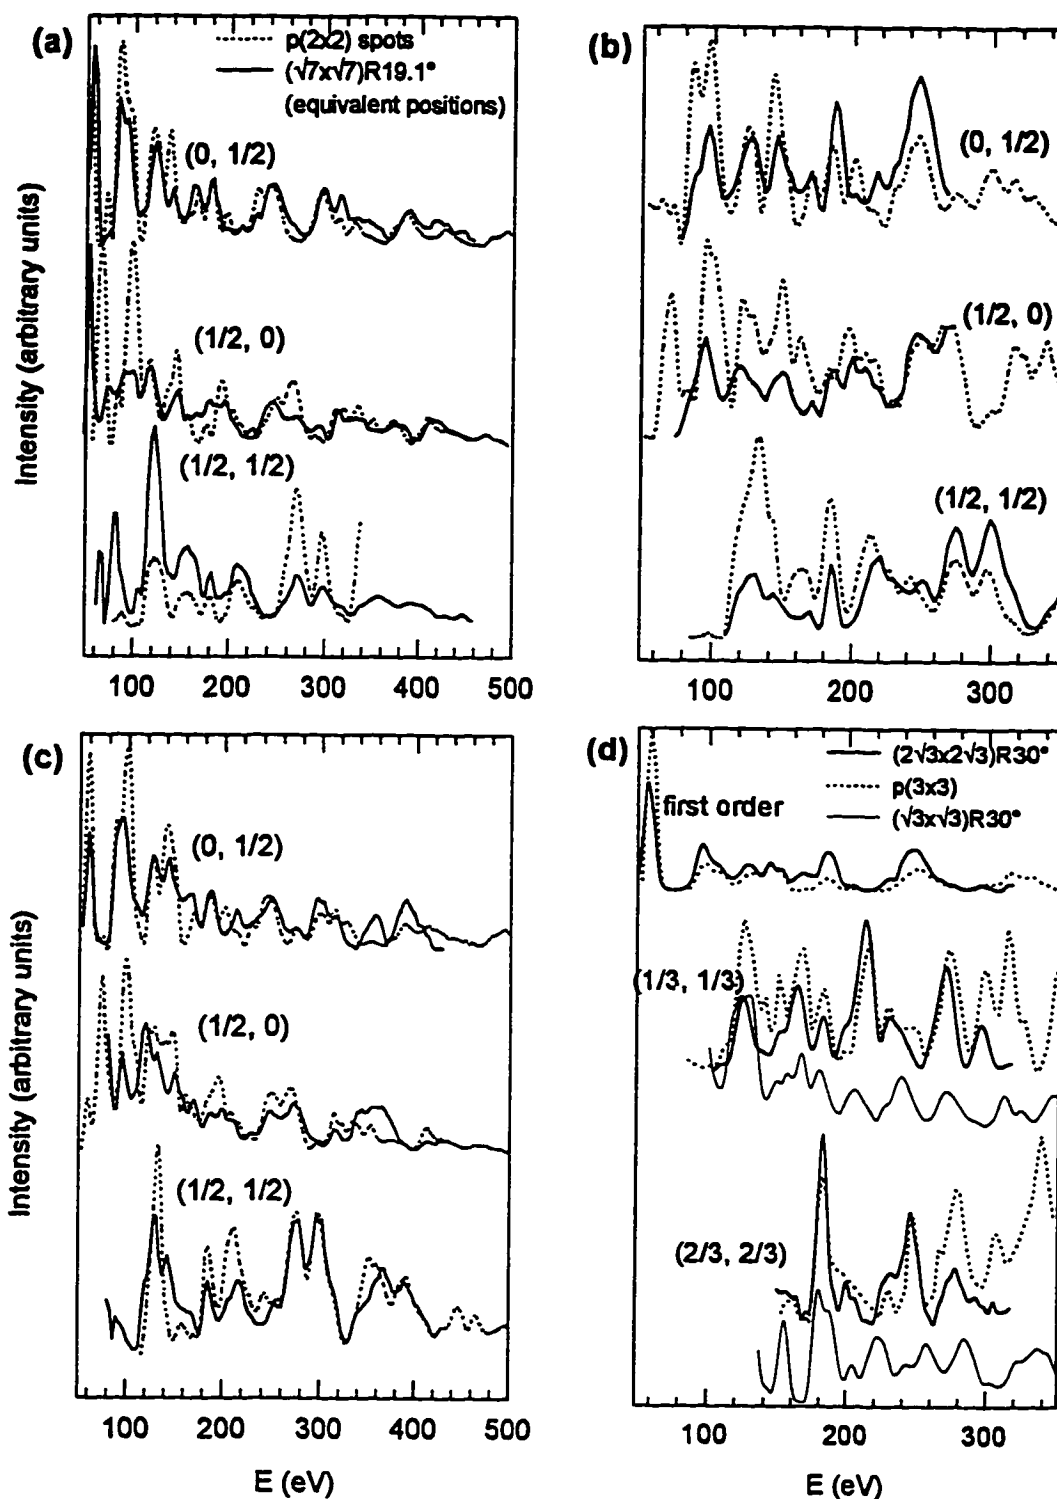 (a)
p(2x2) spots
(√7x√7)R19.1°
(equivalent positions)
(0, 1/2)
(1/2, 0)
(1/2, 1/2)
Intensity (arbitrary units)
100 200 300 400 500
(b)
(0, 1/2)
(1/2, 0)
(1/2, 1/2)
100 200 300
(c)
(0, 1/2)
(1/2, 0)
(1/2, 1/2)
Intensity (arbitrary units)
100 200 300 400 500
E (eV)
(d)
(2√3x2√3)R30°
p(3x3)
(√3x√3)R30°
first order
(1/3, 1/3)
(2/3, 2/3)
100 200 300
E (eV)